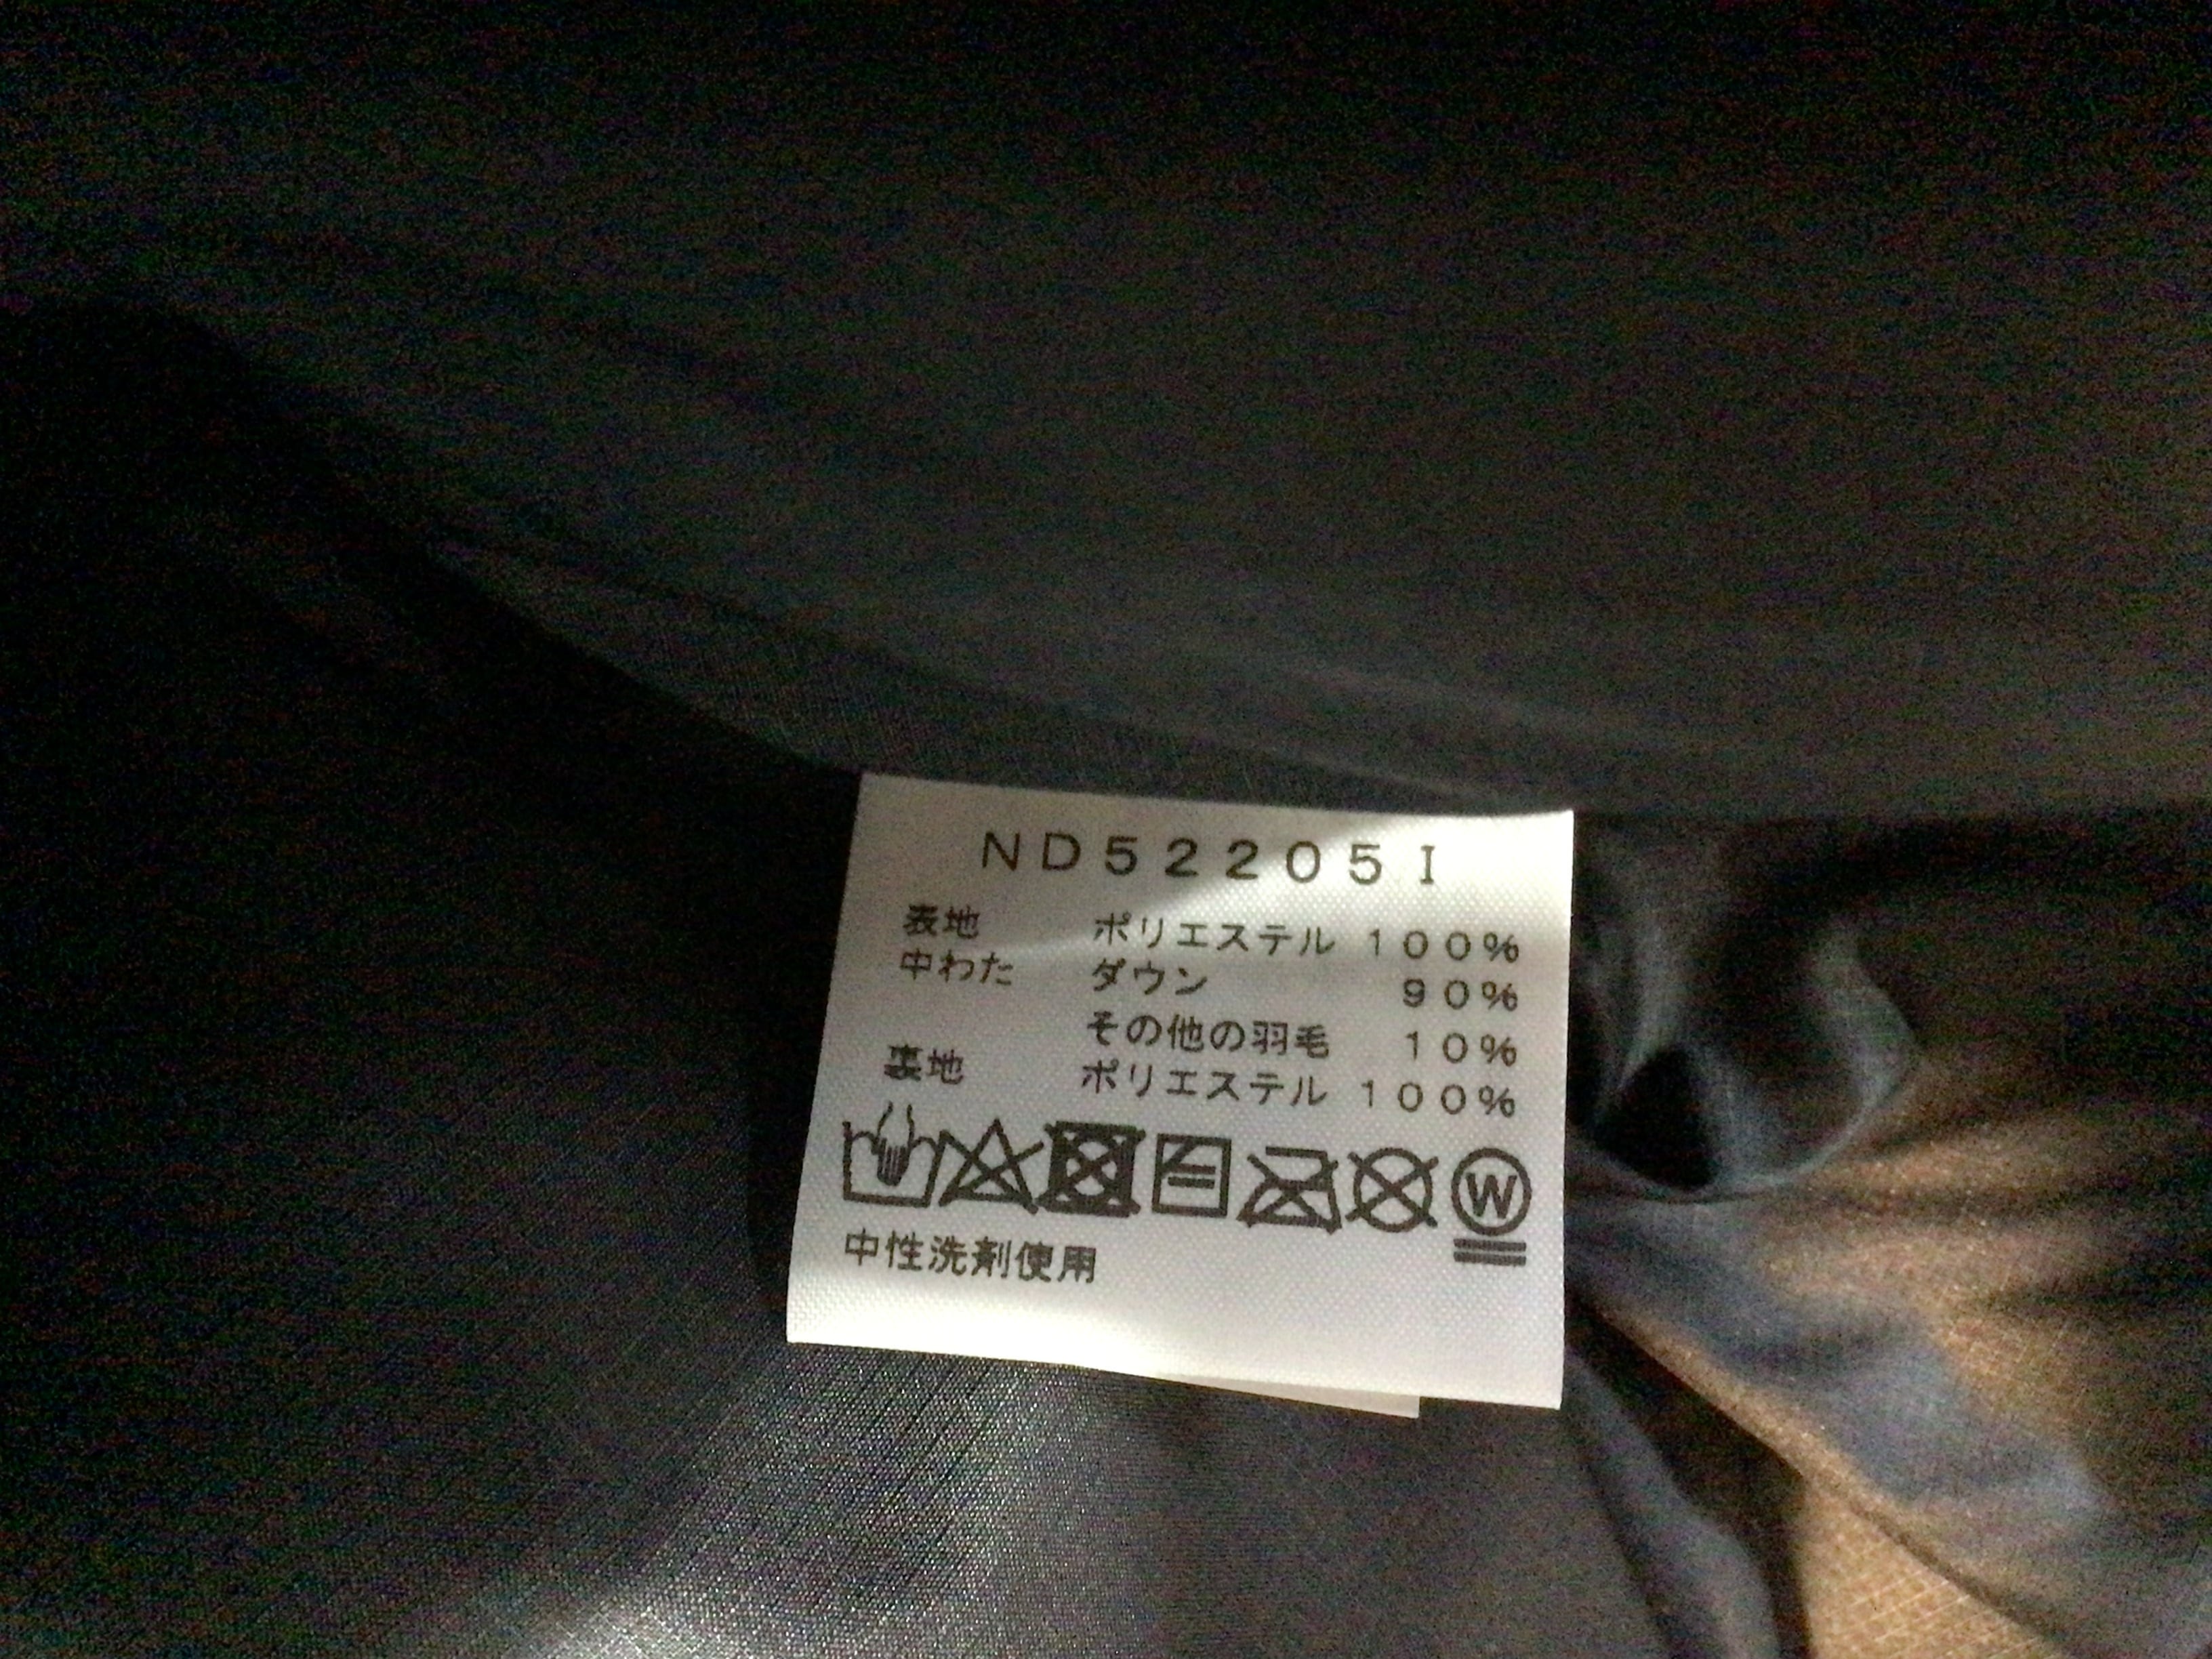 ND52205I
表地 ポリエステル 100%
中わた ダウン 90%
その他の羽毛 10%
裏地 ポリエステル 100%
W
中性洗剤使用